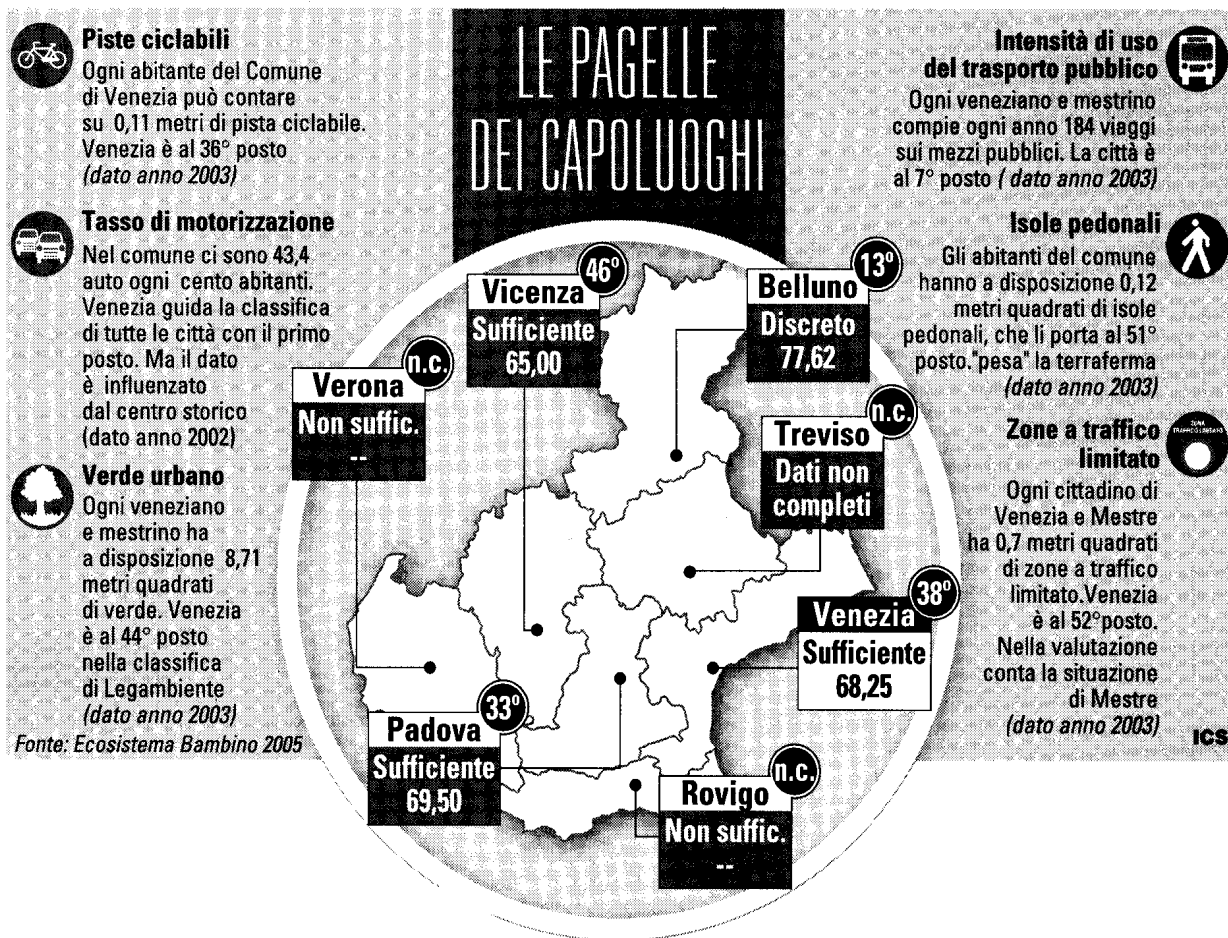 LE PAGELLE
DEI CAPOLUOGHI
Piste ciclabili
Ogni abitante del Comune
di Venezia può contare
su 0,11 metri di pista ciclabile.
Venezia è al 36° posto
(dato anno 2003)
Tasso di motorizzazione
Nel comune ci sono 43,4
auto ogni cento abitanti.
Venezia guida la classifica
di tutte le città con il primo
posto. Ma il dato
è influenzato
dal centro storico
(dato anno 2002)
Verde urbano
Ogni veneziano
e mestrino ha
a disposizione 8,71
metri quadrati
di verde. Venezia
è al 44° posto
nella classifica
di Legambiente
(dato anno 2003)
Fonte: Ecosistema Bambino 2005
46°
Vicenza
Sufficiente
65,00
13°
Belluno
Discreto
77,62
n.c.
Verona
Non suffic.
--
n.c.
Treviso
Dati non
completi
38°
Venezia
Sufficiente
68,25
33°
Padova
Sufficiente
69,50
n.c.
Rovigo
Non suffic.
--
Intensità di uso
del trasporto pubblico
Ogni veneziano e mestrino
compie ogni anno 184 viaggi
sui mezzi pubblici. La città è
al 7° posto ( dato anno 2003)
Isole pedonali
Gli abitanti del comune
hanno a disposizione 0,12
metri quadrati di isole
pedonali, che li porta al 51°
posto."pesa" la terraferma
(dato anno 2003)
Zone a traffico
limitato
ZONA
TRAFFICO LIMITATO
Ogni cittadino di
Venezia e Mestre
ha 0,7 metri quadrati
di zone a traffico
limitato.Venezia
è al 52°posto.
Nella valutazione
conta la situazione
di Mestre
(dato anno 2003)
ICS